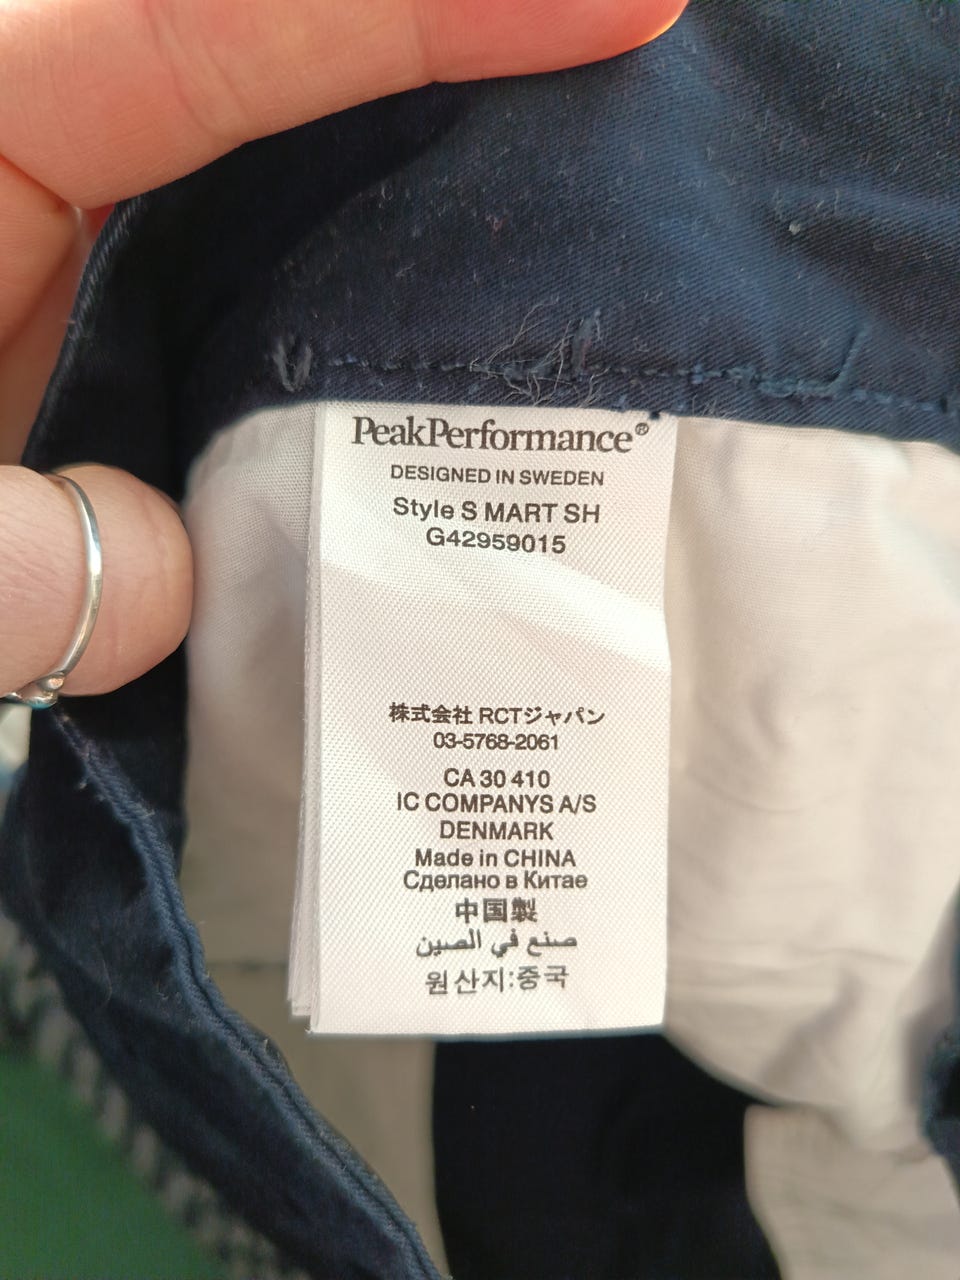 PeakPerformance®
DESIGNED IN SWEDEN
Style S MART SH
G42959015
株式会社 RCTジャパン
03-5768-2061
CA 30 410
IC COMPANYS A/S
DENMARK
Made in CHINA
Сделано в Китае
中国製
صنع في الصين
원산지:중국